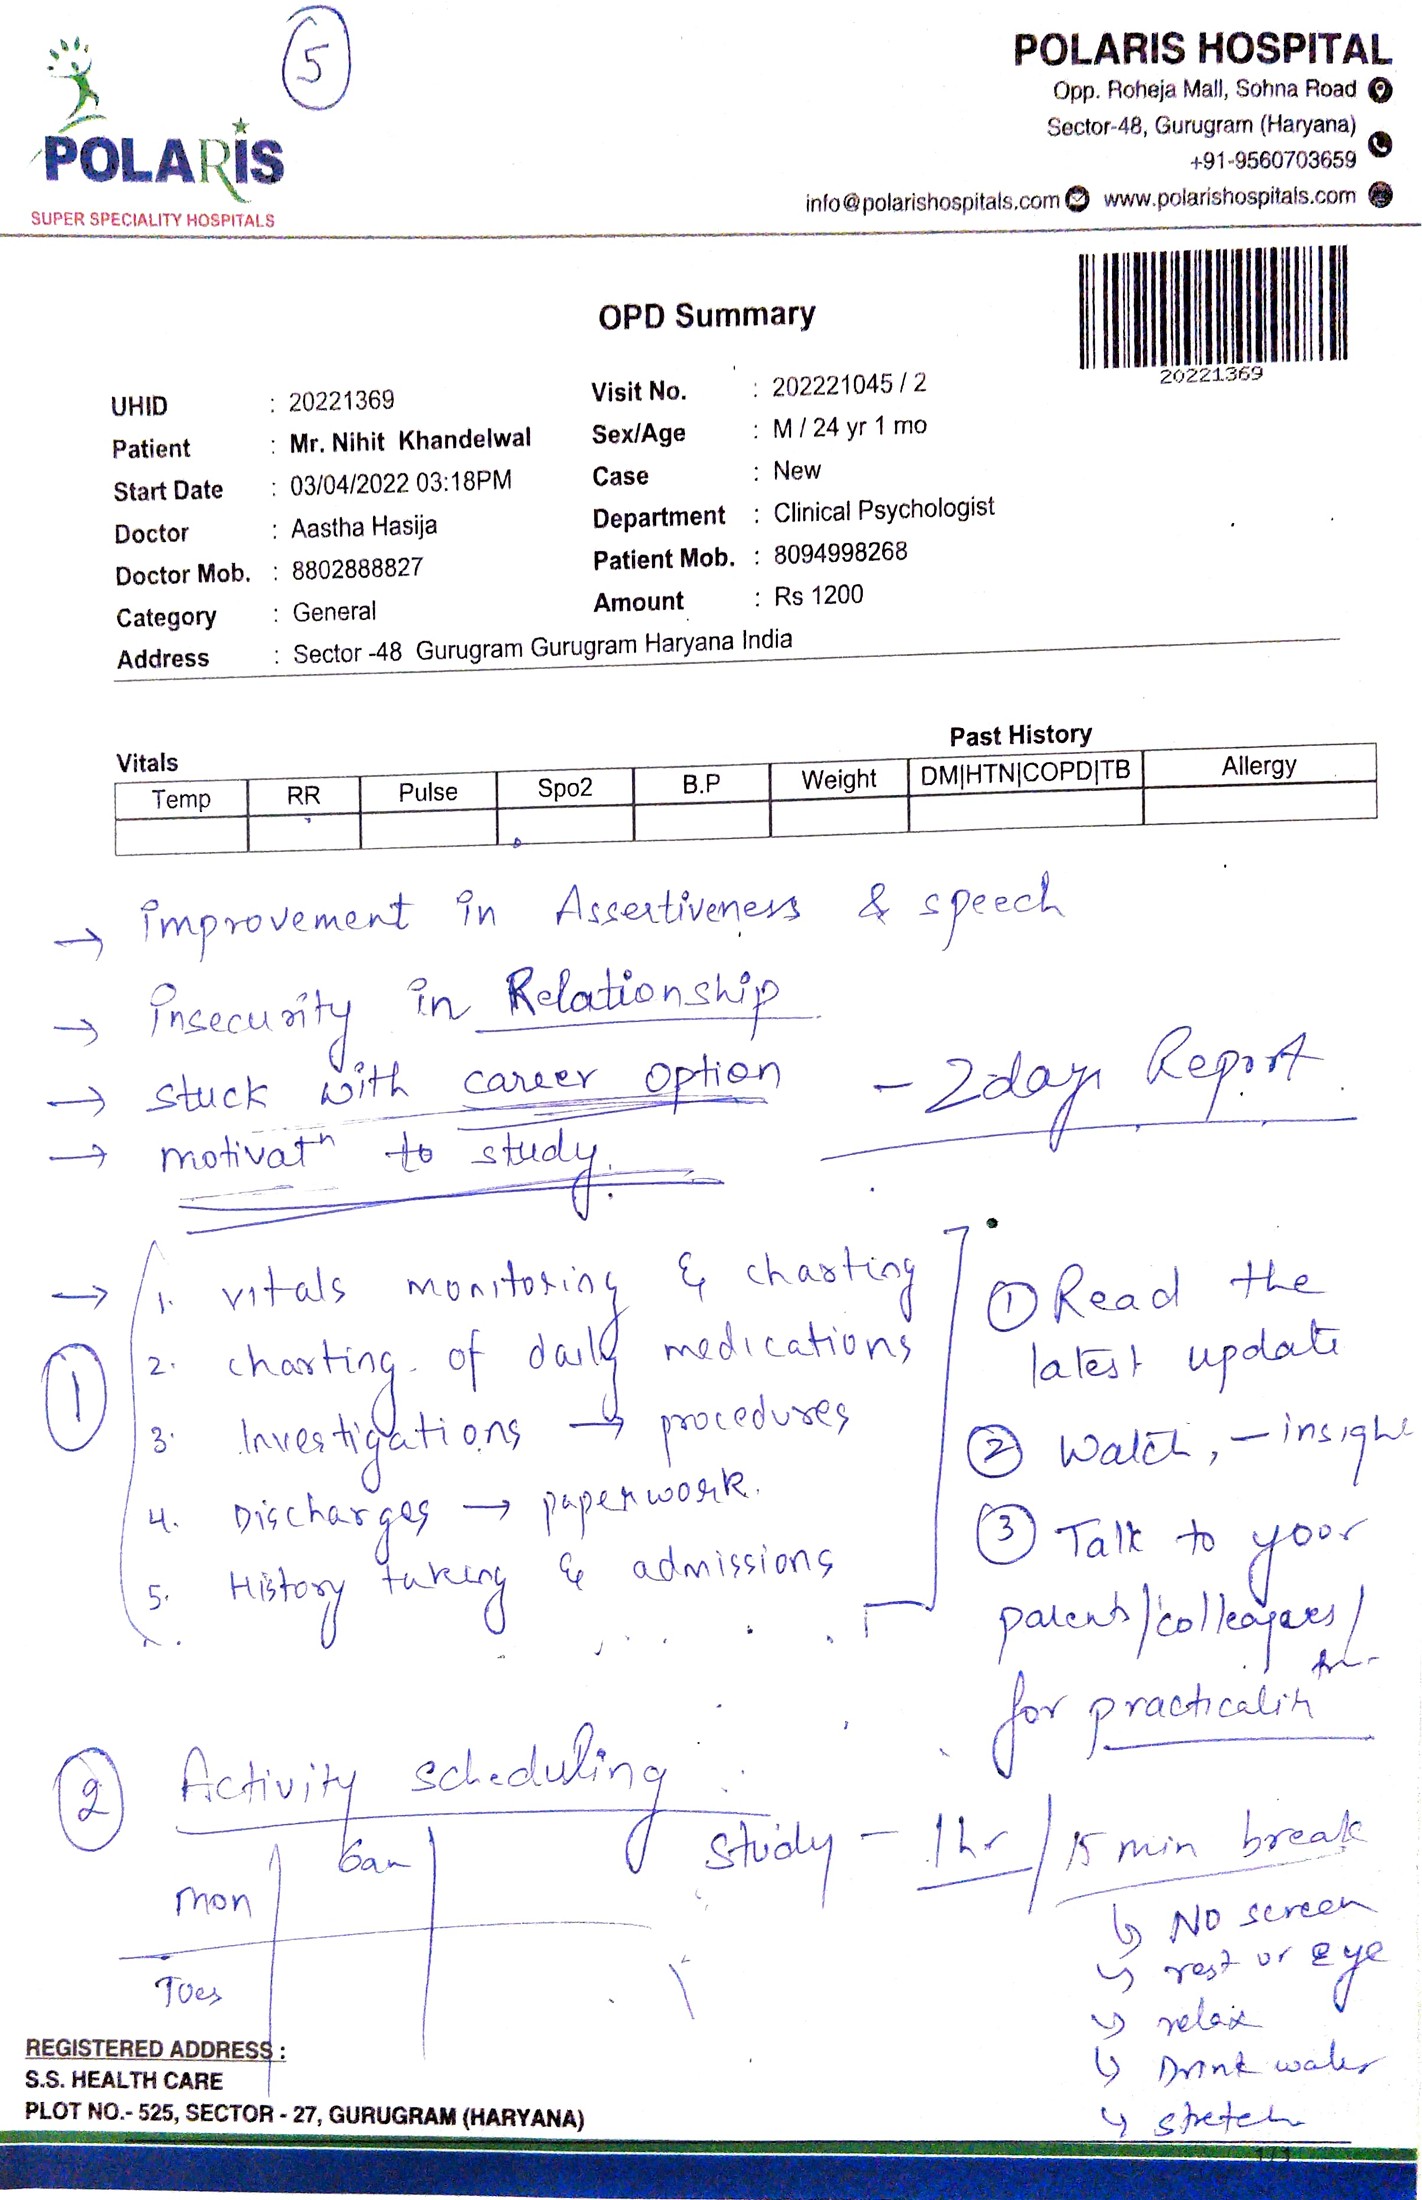 5
POLARIS
SUPER SPECIALITY HOSPITALS
POLARIS HOSPITAL
Opp. Raheja Mall, Sohna Road
Sector-48, Gurugram (Haryana)
+91-9560703659
info@polarishospitals.com www.polarishospitals.com
20221369
OPD Summary
UHID : 20221369 Visit No. : 202221045 / 2
Patient : Mr. Nihit Khandelwal Sex/Age : M / 24 yr 1 mo
Start Date : 03/04/2022 03:18PM Case : New
Doctor : Aastha Hasija Department : Clinical Psychologist
Doctor Mob. : 8802888827 Patient Mob. : 8094998268
Category : General Amount : Rs 1200
Address : Sector -48 Gurugram Gurugram Haryana India
Vitals Past History
Temp RR Pulse Spo2 B.P Weight DM|HTN|COPD|TB Allergy
→ improvement in Assertiveness & speech
→ insecurity in Relationship
→ stuck with career option - 2 days Report
→ motivatn to study.
→ 1. vitals monitoring & charting
1
2. charting of daily medications
3. Investigations → procedures
4. Discharges → paperwork.
5. History taking & admissions
1 Read the
latest update
2 Watch, - insight
3 Talk to your
parents/colleagues/
for practicality
2 Activity scheduling
6am
mon
Tues
study - 1hr / 15 min break
↳ NO screen
↳ rest ur eye
↳ relax
↳ Drink water
↳ stretch
REGISTERED ADDRESS :
S.S. HEALTH CARE
PLOT NO.- 525, SECTOR - 27, GURUGRAM (HARYANA)
1/1